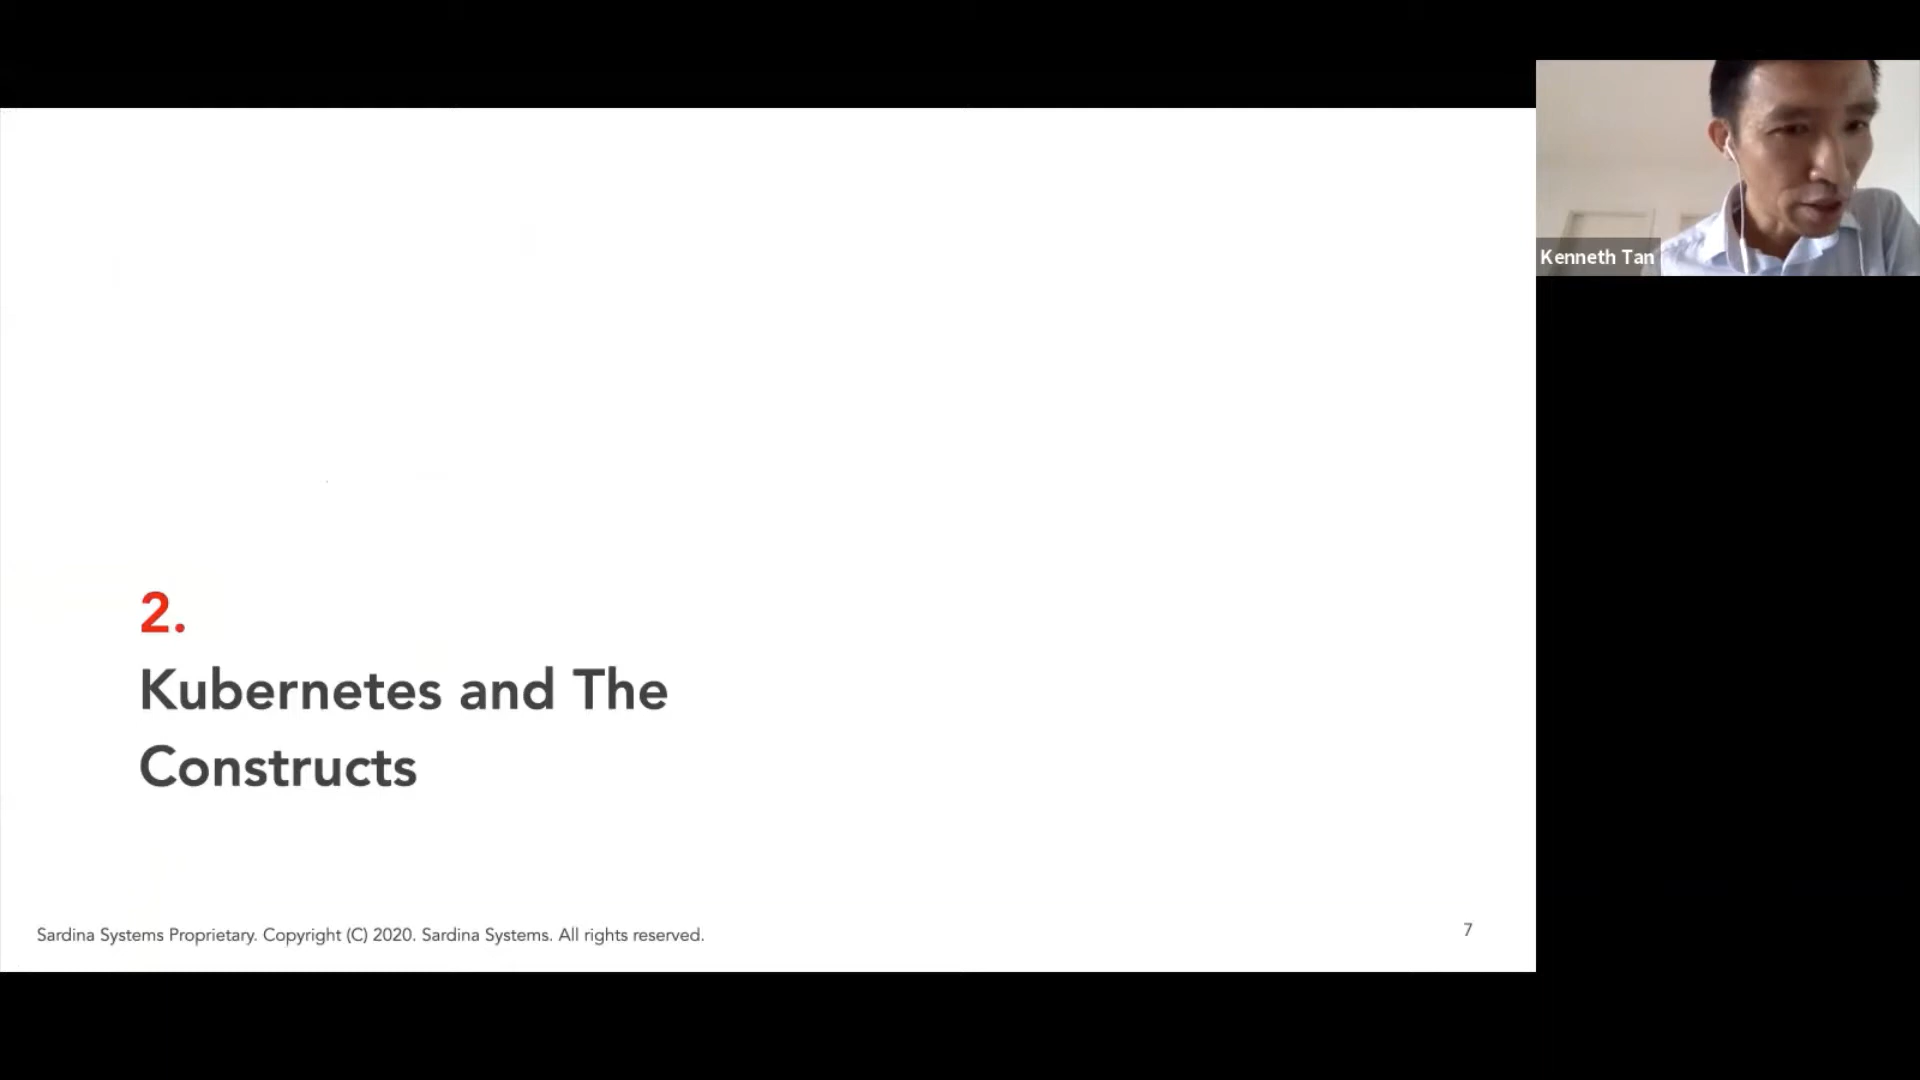 2.
Kubernetes and The
Constructs
Sardina Systems Proprietary. Copyright (C) 2020. Sardina Systems. All rights reserved.
7
Kenneth Tan